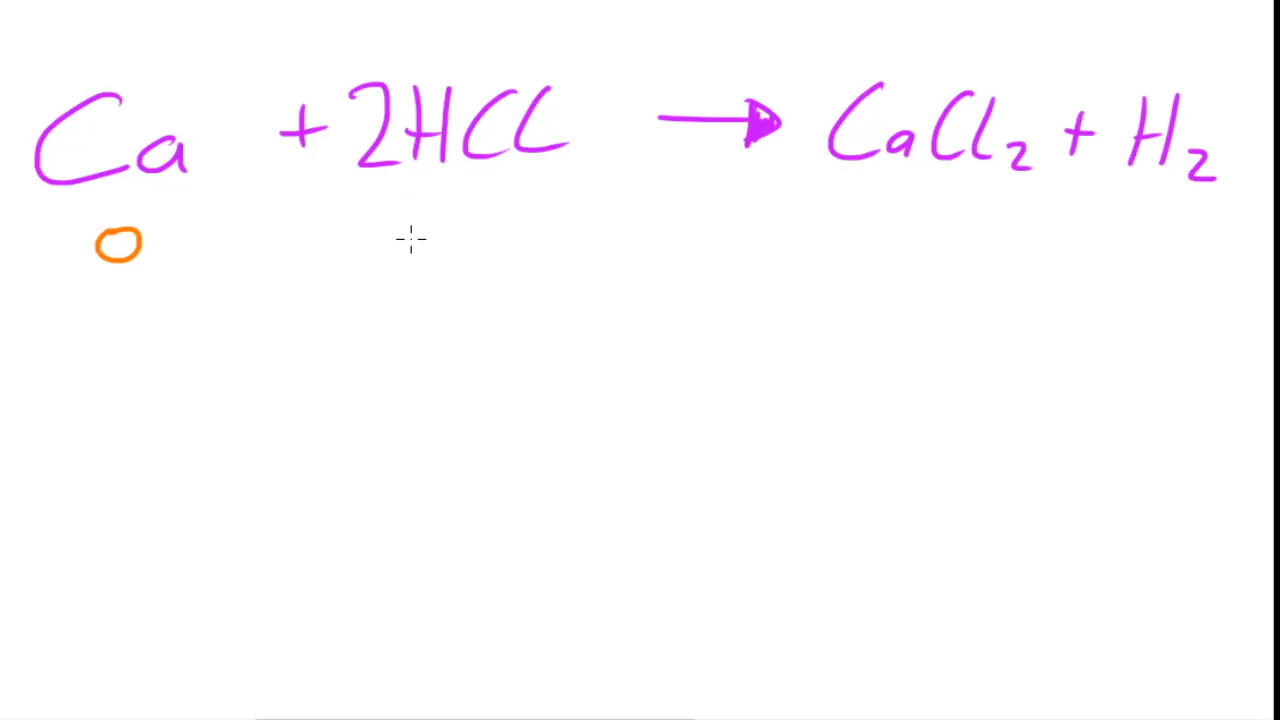 Ca + 2HCl → CaCl₂ + H₂
0